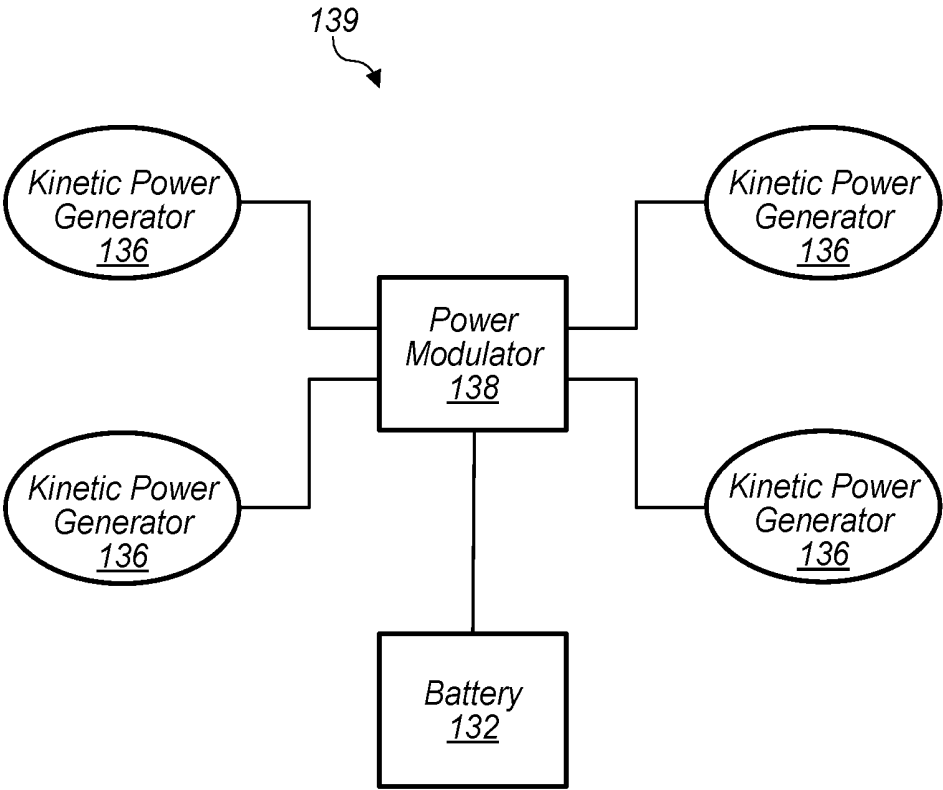 139
Kinetic Power
Generator
136
Kinetic Power
Generator
136
Power
Modulator
138
Kinetic Power
Generator
136
Kinetic Power
Generator
136
Battery
132